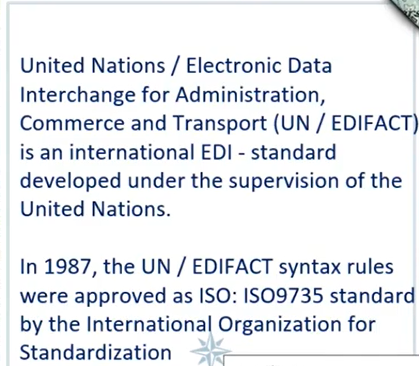 United Nations / Electronic Data
Interchange for Administration,
Commerce and Transport (UN / EDIFACT)
is an international EDI - standard
developed under the supervision of the
United Nations.
In 1987, the UN / EDIFACT syntax rules
were approved as ISO: ISO9735 standard
by the International Organization for
Standardization